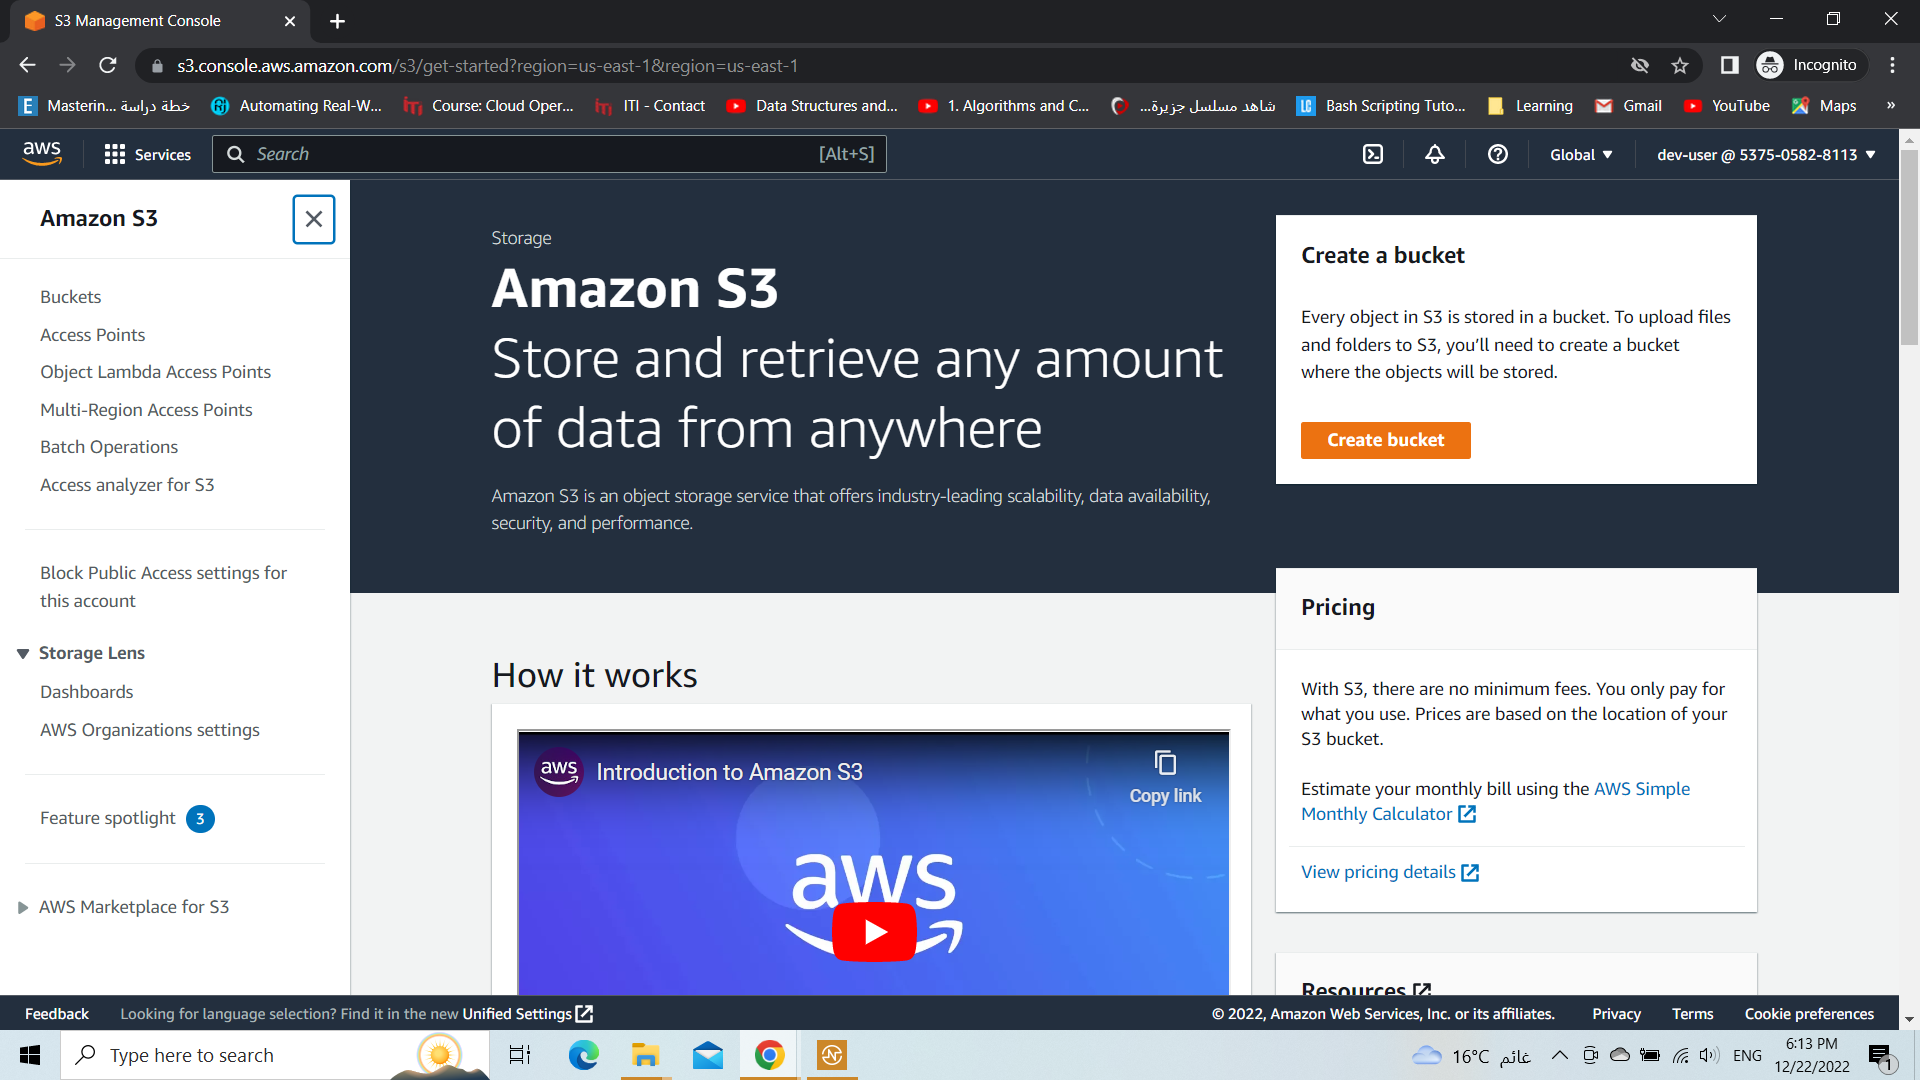 S3 Management Console
s3.console.aws.amazon.com/s3/get-started?region=us-east-1&region=us-east-1
Incognito
Masterin... خطة دراسة
Automating Real-W...
Course: Cloud Oper...
ITI - Contact
Data Structures and...
1. Algorithms and C...
شاهد مسلسل جزيرة...
Bash Scripting Tuto...
Learning
Gmail
YouTube
Maps
»
aws
Services
Search
[Alt+S]
Global
dev-user @ 5375-0582-8113
Amazon S3
Buckets
Access Points
Object Lambda Access Points
Multi-Region Access Points
Batch Operations
Access analyzer for S3
Block Public Access settings for
this account
Storage Lens
Dashboards
AWS Organizations settings
Feature spotlight 3
AWS Marketplace for S3
Storage
Amazon S3
Store and retrieve any amount
of data from anywhere
Amazon S3 is an object storage service that offers industry-leading scalability, data availability,
security, and performance.
Create a bucket
Every object in S3 is stored in a bucket. To upload files
and folders to S3, you’ll need to create a bucket
where the objects will be stored.
Create bucket
How it works
aws
Introduction to Amazon S3
Copy link
aws
Pricing
With S3, there are no minimum fees. You only pay for
what you use. Prices are based on the location of your
S3 bucket.
Estimate your monthly bill using the AWS Simple
Monthly Calculator
View pricing details
Resources
Feedback
Looking for language selection? Find it in the new Unified Settings
© 2022, Amazon Web Services, Inc. or its affiliates.
Privacy
Terms
Cookie preferences
Type here to search
16°C غائم
ENG
6:13 PM
12/22/2022
1